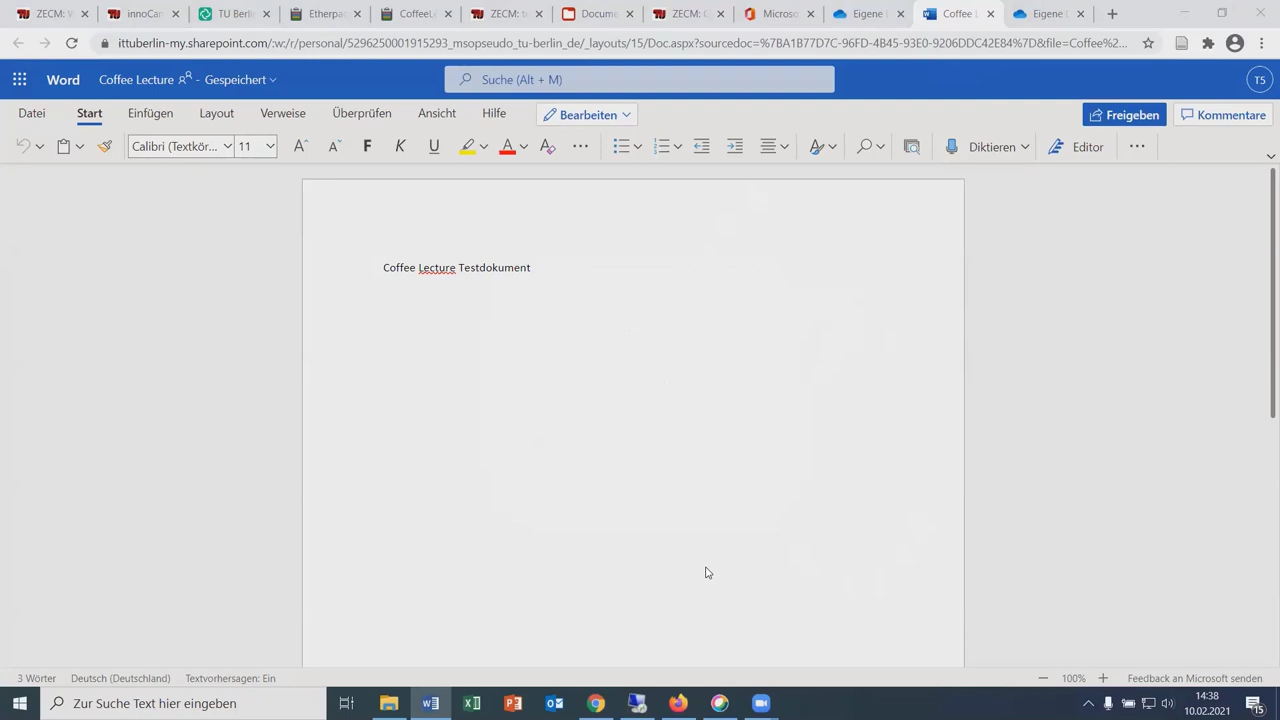 ZECM: W
innoCam
TU Berli
Etherpa
CoffeeLe
ZECM: t
Docume
ZECM: C
Microso
Eigene
Coffee L
Eigene
ittuberlin-my.sharepoint.com/:w:/r/personal/5296250001915293_msopseudo_tu-berlin_de/_layouts/15/Doc.aspx?sourcedoc=%7BA1B77D7C-96FD-4B45-93E0-9206DDC42E84%7D&file=Coffee%2...
Word Coffee Lecture - Gespeichert Suche (Alt + M) TS
Datei Start Einfügen Layout Verweise Überprüfen Ansicht Hilfe Bearbeiten Freigeben Kommentare
Calibri (Textkör... 11 F K U A Diktieren Editor
Coffee Lecture Testdokument
3 Wörter Deutsch (Deutschland) Textvorhersagen: Ein 100% Feedback an Microsoft senden
Zur Suche Text hier eingeben 14:38
10.02.2021 15